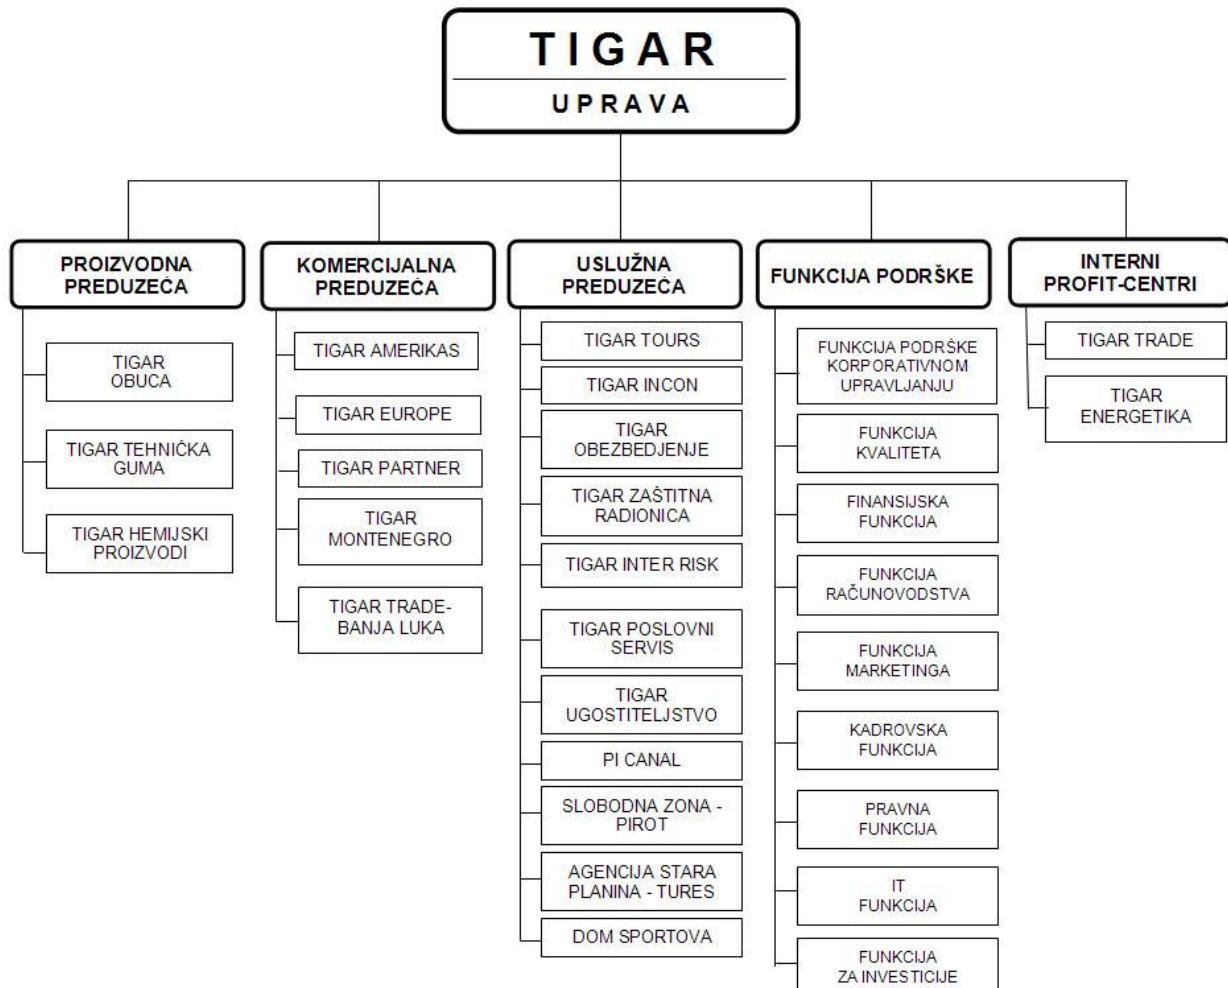 TIGAR
UPRAVA
PROIZVODNA
PREDUZEĆA
TIGAR
OBUCA
TIGAR TEHNIČKA
GUMA
TIGAR HEMIJSKI
PROIZVODI
KOMERCIJALNA
PREDUZEĆA
TIGAR AMERIKAS
TIGAR EUROPE
TIGAR PARTNER
TIGAR
MONTENEGRO
TIGAR TRADE-
BANJA LUKA
USLUŽNA
PREDUZEĆA
TIGAR TOURS
TIGAR INCON
TIGAR
OBEZBEDJENJE
TIGAR ZAŠTITNA
RADIONICA
TIGAR INTER RISK
TIGAR POSLOVNI
SERVIS
TIGAR
UGOSTITELJSTVO
PI CANAL
SLOBODNA ZONA -
PIROT
AGENCIJA STARA
PLANINA - TURES
DOM SPORTOVA
FUNKCIJA PODRŠKE
FUNKCIJA PODRŠKE
KORPORATIVNOM
UPRAVLJANJU
FUNKCIJA
KVALITETA
FINANSIJSKA
FUNKCIJA
FUNKCIJA
RAČUNOVODSTVA
FUNKCIJA
MARKETINGA
KADROVSKA
FUNKCIJA
PRAVNA
FUNKCIJA
IT
FUNKCIJA
FUNKCIJA
ZA INVESTICIJE
INTERNI
PROFIT-CENTRI
TIGAR TRADE
TIGAR
ENERGETIKA